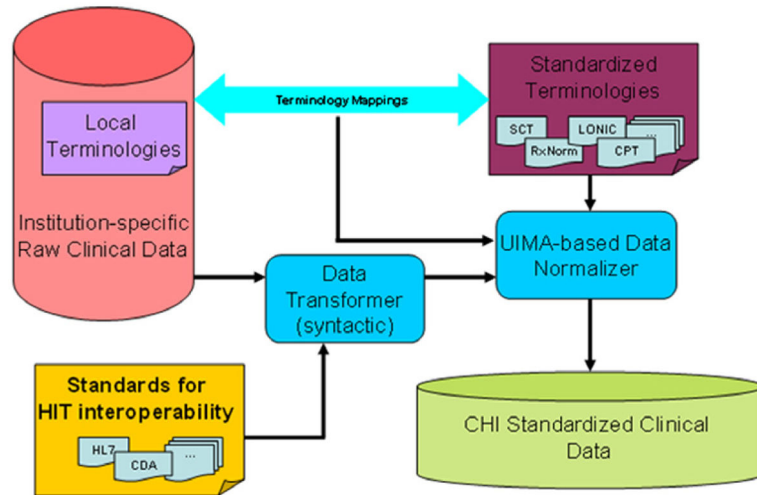 Terminology Mappings
Standardized
Terminologies
SCT
LONIC
...
RxNorm
CPT
Local
Terminologies
Institution-specific
Raw Clinical Data
UIMA-based Data
Normalizer
Data
Transformer
(syntactic)
Standards for
HIT interoperability
HL7
CDA
...
CHI Standardized Clinical
Data